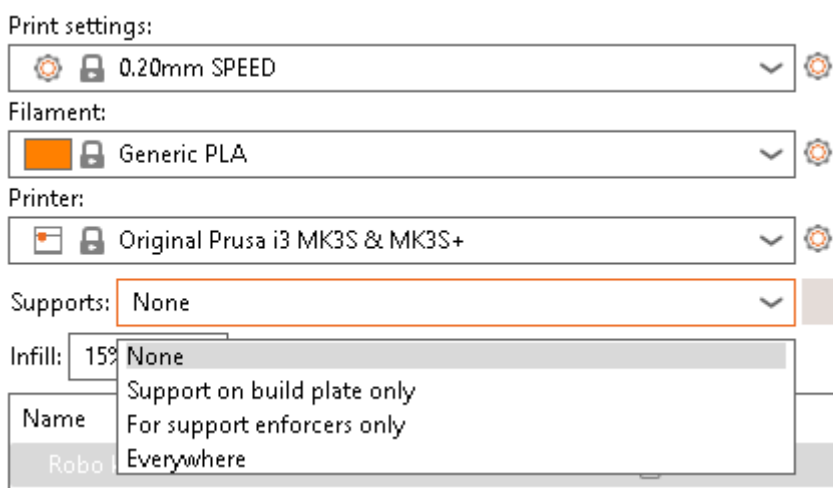 Print settings:
0.20mm SPEED
Filament:
Generic PLA
Printer:
Original Prusa i3 MK3S & MK3S+
Supports: None
Infill: 15%
None
Support on build plate only
Name
For support enforcers only
Robo
Everywhere